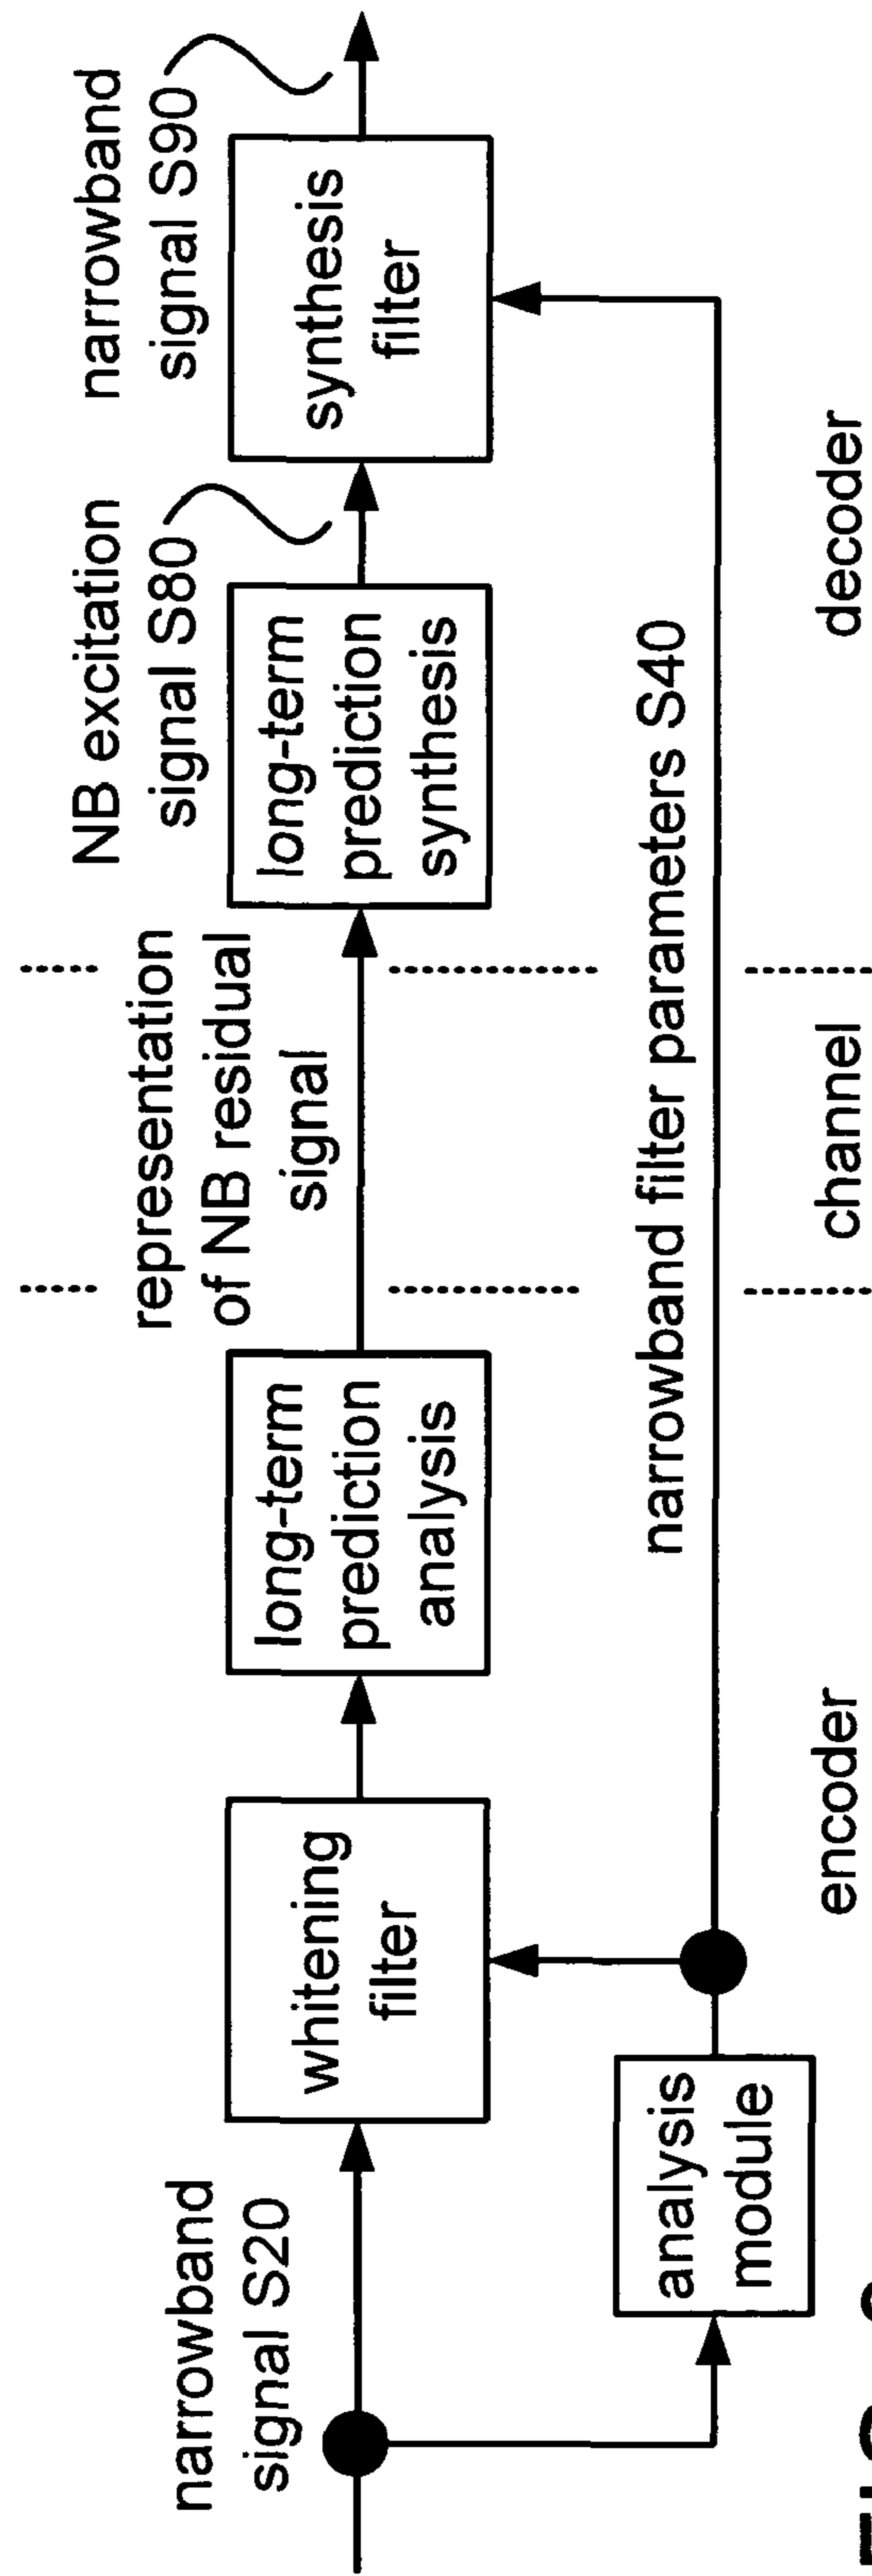 narrowband
signal S20
whitening
filter
analysis
module
long-term
prediction
analysis
representation
of NB residual
signal
narrowband filter parameters S40
NB excitation
signal S80
long-term
prediction
synthesis
narrowband
signal S90
synthesis
filter
encoder
channel
decoder